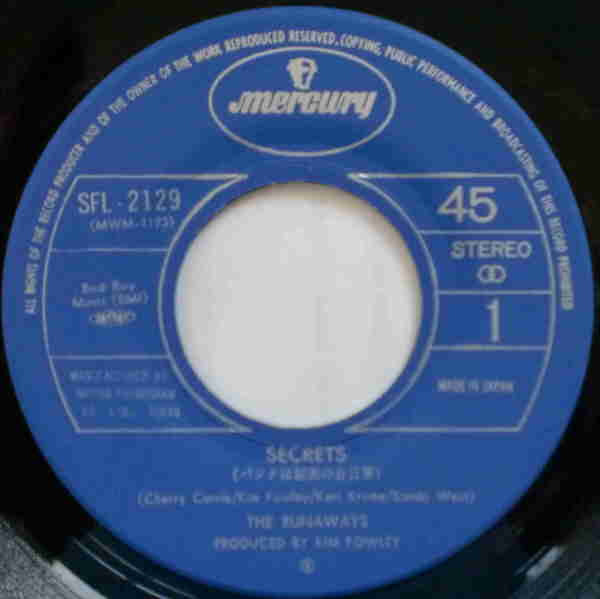 ALL RIGHTS OF THE RECORD PRODUCER AND OF THE OWNER OF THE WORK REPRODUCED RESERVED. COPYING, PUBLIC PERFORMANCE AND BROADCASTING OF THIS RECORD PROHIBITED
mercury
SFL-2129
45
STEREO
1
Music (BMI)
MADE IN JAPAN
SECRETS
(Cherry Currie/Kim Fowley/Kari Krome/Sandy West)
THE RUNAWAYS
PRODUCED BY KIM FOWLEY